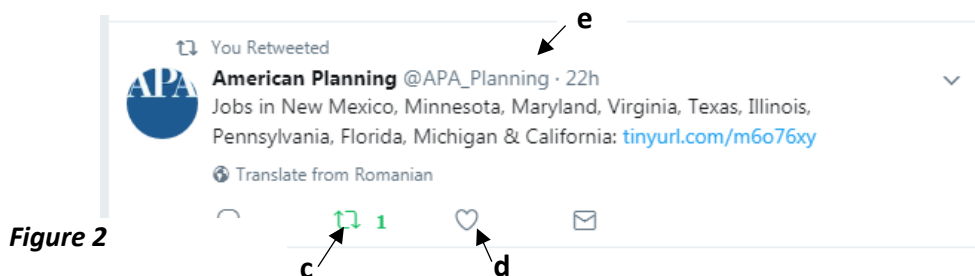 e
You Retweeted
APA
American Planning @APA_Planning · 22h
Jobs in New Mexico, Minnesota, Maryland, Virginia, Texas, Illinois,
Pennsylvania, Florida, Michigan & California: tinyurl.com/m6o76xy
Translate from Romanian
1
Figure 2
c
d